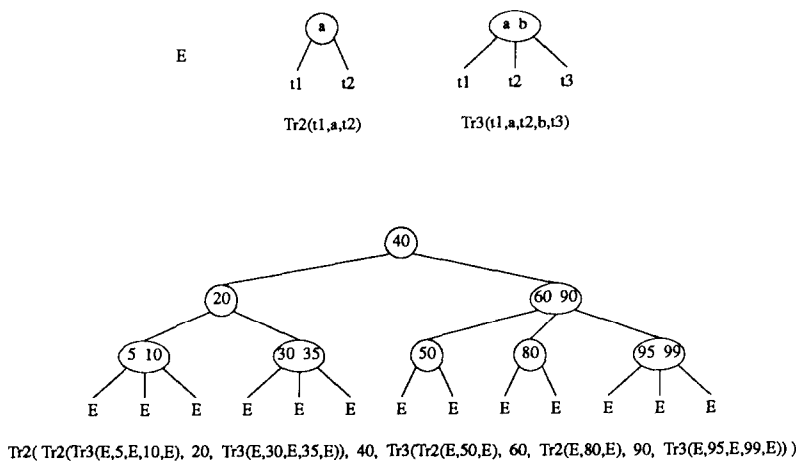 a
a b
E
t1 t2
t1 t2 t3
Tr2(t1,a,t2)
Tr3(t1,a,t2,b,t3)
40
20
60 90
5 10
30 35
50
80
95 99
E E E E E E E E E E E E E
Tr2( Tr2(Tr3(E,5,E,10,E), 20, Tr3(E,30,E,35,E)), 40, Tr3(Tr2(E,50,E), 60, Tr2(E,80,E), 90, Tr3(E,95,E,99,E)) )